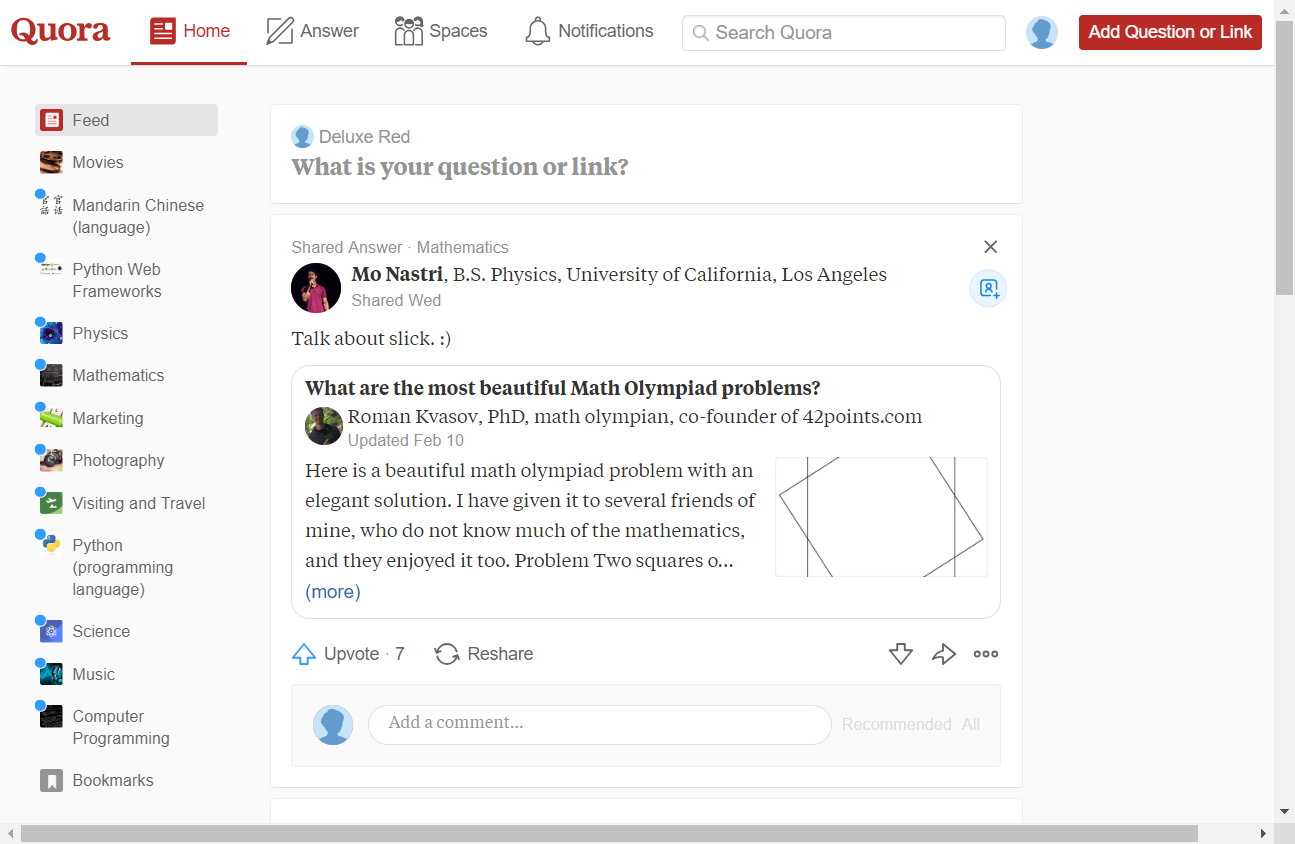 Quora
Home
Answer
Spaces
Notifications
Search Quora
Add Question or Link
Feed
Movies
Mandarin Chinese
(language)
Python Web
Frameworks
Physics
Mathematics
Marketing
Photography
Visiting and Travel
Python
(programming
language)
Science
Music
Computer
Programming
Bookmarks
Deluxe Red
What is your question or link?
Shared Answer · Mathematics
Mo Nastri, B.S. Physics, University of California, Los Angeles
Shared Wed
Talk about slick. :)
What are the most beautiful Math Olympiad problems?
Roman Kvasov, PhD, math olympian, co-founder of 42points.com
Updated Feb 10
Here is a beautiful math olympiad problem with an
elegant solution. I have given it to several friends of
mine, who do not know much of the mathematics,
and they enjoyed it too. Problem Two squares o...
(more)
Upvote · 7
Reshare
Add a comment...
Recommended All